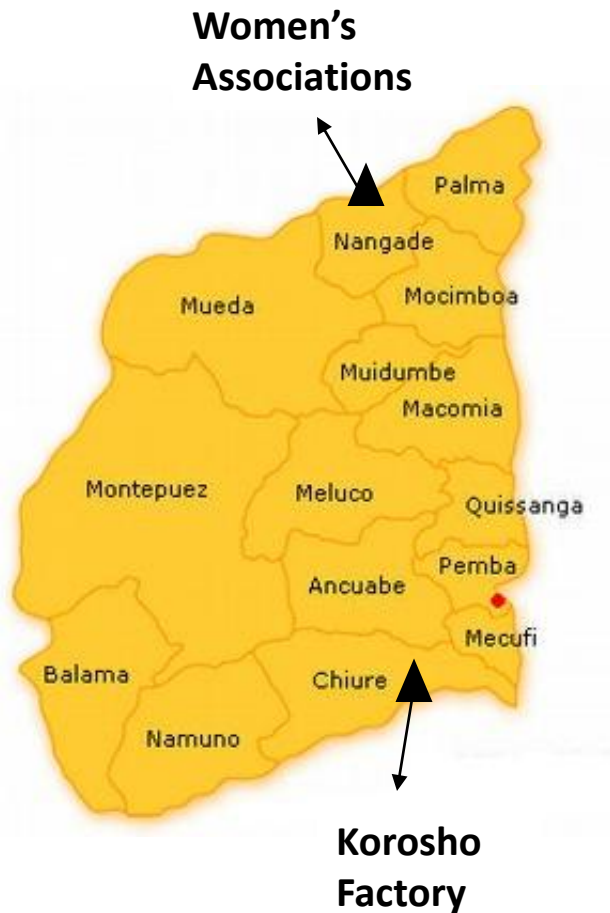 Women’s
Associations
Palma
Nangade
Mueda
Mocimboa
Muidumbe
Macomia
Montepuez
Meluco
Quissanga
Pemba
Ancuabe
Mecufi
Balama
Chiure
Namuno
Korosho
Factory